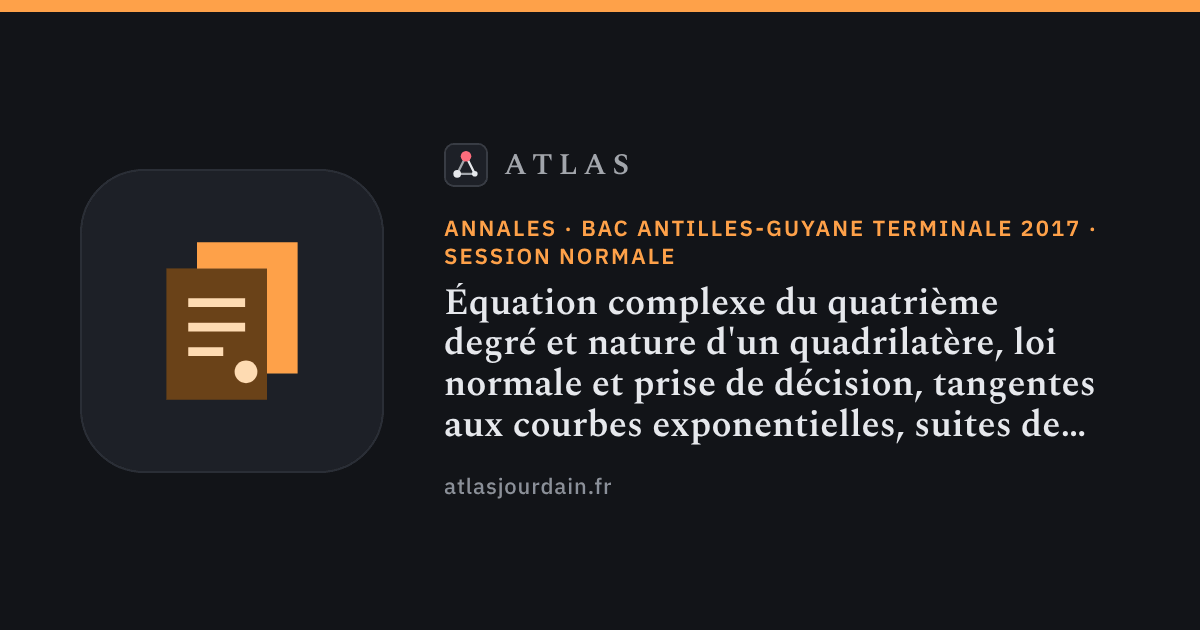 ATLAS
ANNALES · BAC ANTILLES-GUYANE TERMINALE 2017 ·
SESSION NORMALE
Équation complexe du quatrième
degré et nature d'un quadrilatère, loi
normale et prise de décision, tangentes
aux courbes exponentielles, suites de...
atlasjourdain.fr